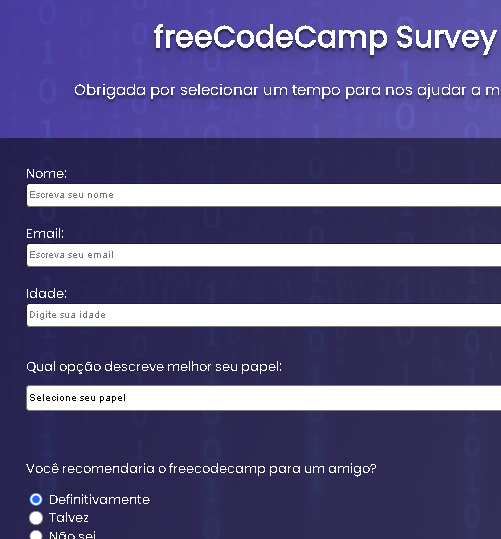 freeCodeCamp Survey
Obrigada por selecionar um tempo para nos ajudar a m
Nome:
Escreva seu nome
Email:
Escreva seu email
Idade:
Digite sua idade
Qual opção descreve melhor seu papel:
Selecione seu papel
Você recomendaria o freecodecamp para um amigo?
Definitivamente
Talvez
Não sei